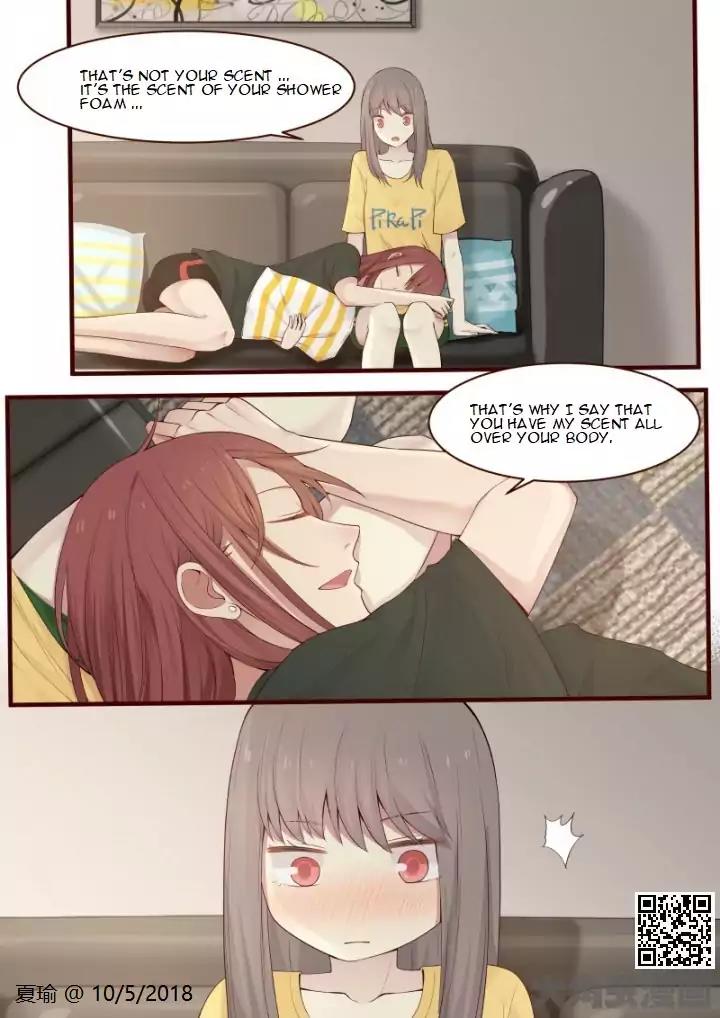 THAT'S NOT YOUR SCENT ...
IT'S THE SCENT OF YOUR SHOWER
FOAM ...
PiKaPi
THAT'S WHY I SAY THAT
YOU HAVE MY SCENT ALL
OVER YOUR BODY.
夏瑜 @ 10/5/2018